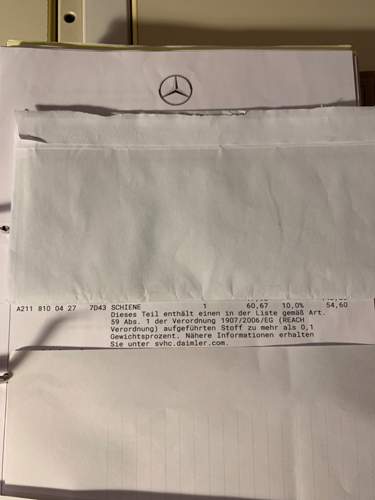 A211 810 04 27 7D43 SCHIENE 1 60,67 10,0% 54,60
Dieses Teil enthält einen in der Liste gemäß Art.
59 Abs. 1 der Verordnung 1907/2006/EG (REACH
Verordnung) aufgeführten Stoff zu mehr als 0,1
Gewichtsprozent. Nähere Informationen erhalten
Sie unter svhc.daimler.com.